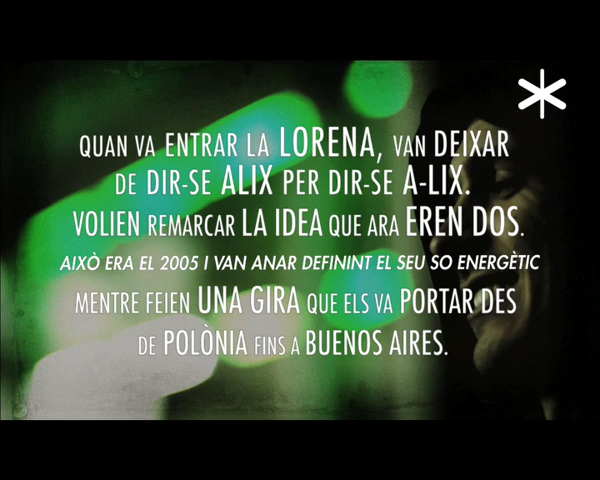 QUAN VA ENTRAR LA LORENA, VAN DEIXAR
DE DIR-SE ALIX PER DIR-SE A-LIX.
VOLIEN REMARCAR LA IDEA QUE ARA EREN DOS.
AIXÒ ERA EL 2005 I VAN ANAR DEFININT EL SEU SO ENERGÈTIC
MENTRE FEIEN UNA GIRA QUE ELS VA PORTAR DES
DE POLÒNIA FINS A BUENOS AIRES.